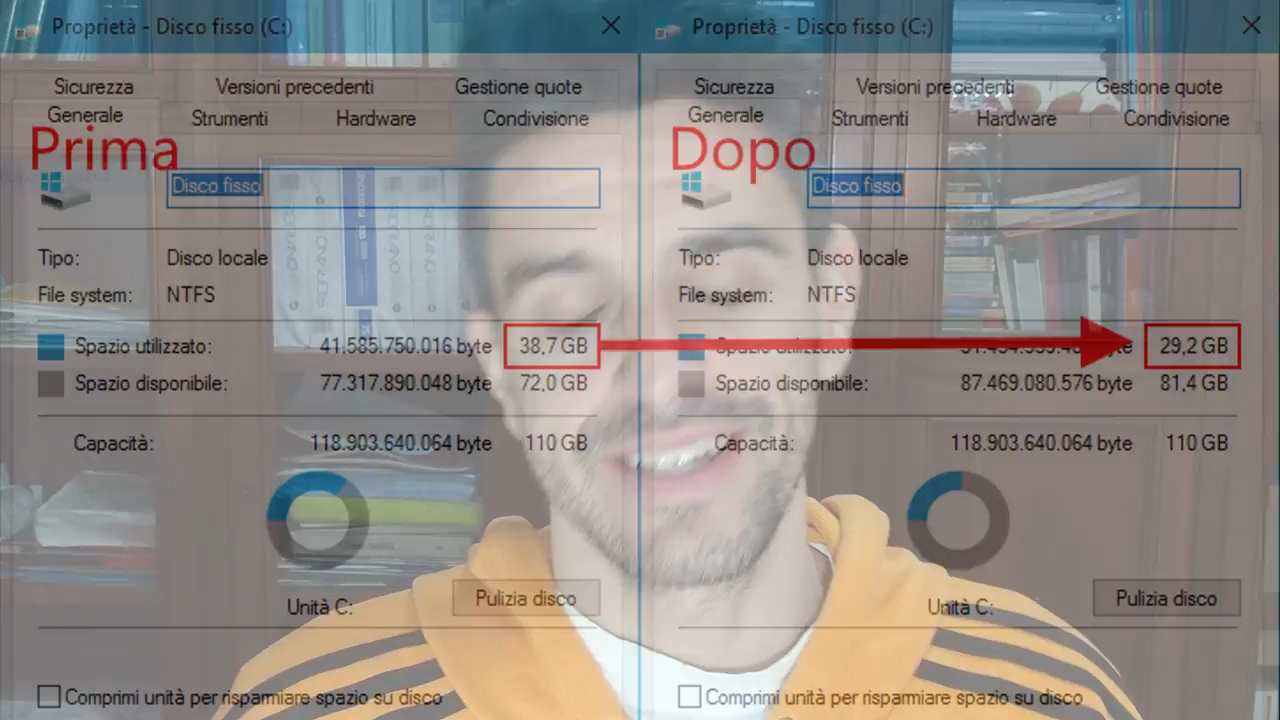 Proprietà - Disco fisso (C:)
Sicurezza Versioni precedenti Gestione quote
Generale Strumenti Hardware Condivisione
Prima
Disco fisso
Tipo: Disco locale
File system: NTFS
Spazio utilizzato: 41.585.750.016 byte 38,7 GB
Spazio disponibile: 77.317.890.048 byte 72,0 GB
Capacità: 118.903.640.064 byte 110 GB
Unità C:
Pulizia disco
Comprimi unità per risparmiare spazio su disco
Proprietà - Disco fisso (C:)
Sicurezza Versioni precedenti Gestione quote
Generale Strumenti Hardware Condivisione
Dopo
Disco fisso
Tipo: Disco locale
File system: NTFS
Spazio utilizzato: byte 29,2 GB
Spazio disponibile: 87.469.080.576 byte 81,4 GB
Capacità: 118.903.640.064 byte 110 GB
Unità C:
Pulizia disco
Comprimi unità per risparmiare spazio su disco